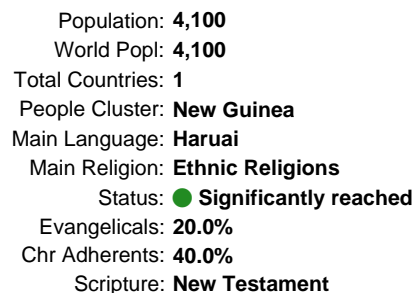 Population: 4,100
World Popl: 4,100
Total Countries: 1
People Cluster: New Guinea
Main Language: Haruai
Main Religion: Ethnic Religions
Status: Significantly reached
Evangelicals: 20.0%
Chr Adherents: 40.0%
Scripture: New Testament